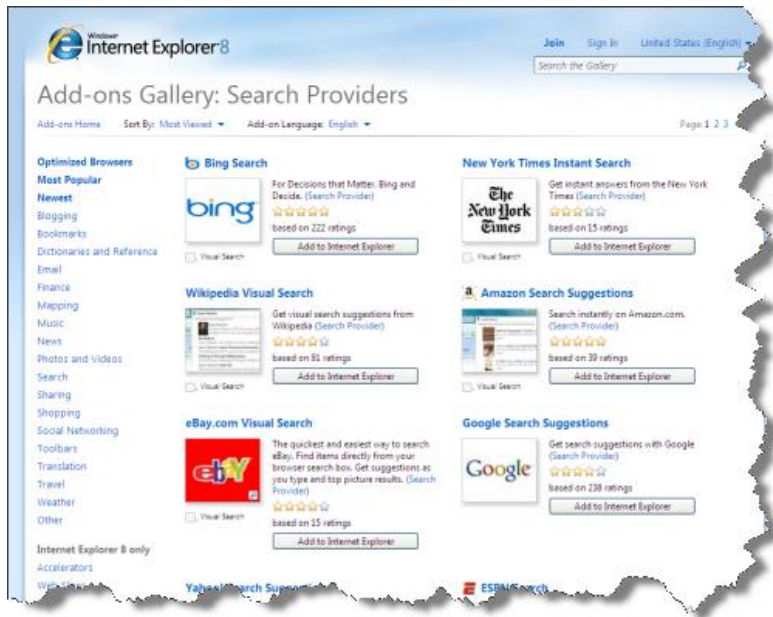 Windows
Internet Explorer 8
Join Sign In United States (English)
Search the Gallery
Add-ons Gallery: Search Providers
Add-ons Home Sort By: Most Viewed Add-on Language: English Page 1 2 3
Optimized Browsers
Most Popular
Newest
Blogging
Bookmarks
Dictionaries and Reference
Email
Finance
Mapping
Music
News
Photos and Videos
Search
Sharing
Shopping
Social Networking
Toolbars
Translation
Travel
Weather
Other
Internet Explorer 8 only
Accelerators
Bing Search
bing
For Decisions that Matter. Bing and
Decide. (Search Provider)
based on 222 ratings
Add to Internet Explorer
Visual Search
New York Times Instant Search
The
New York
Times
Get instant answers from the New York
Times (Search Provider)
based on 15 ratings
Add to Internet Explorer
Visual Search
Wikipedia Visual Search
Get visual search suggestions from
Wikipedia (Search Provider)
based on 81 ratings
Add to Internet Explorer
Visual Search
Amazon Search Suggestions
Search instantly on Amazon.com.
(Search Provider)
based on 39 ratings
Add to Internet Explorer
Visual Search
eBay.com Visual Search
ebY
The quickest and easiest way to search
eBay. Find items directly from your
browser search box. Get suggestions as
you type and top picture results. (Search
Provider)
based on 15 ratings
Add to Internet Explorer
Visual Search
Google Search Suggestions
Google
Get search suggestions with Google
(Search Provider)
based on 238 ratings
Add to Internet Explorer
Search
ESPN Search